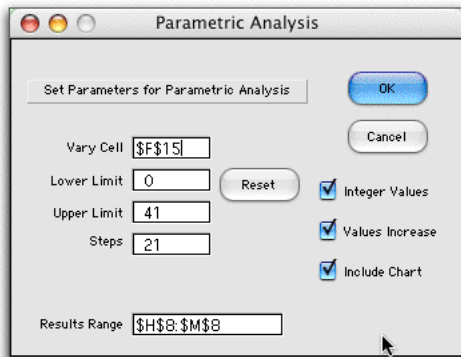 Parametric Analysis
Set Parameters for Parametric Analysis
OK
Cancel
Vary Cell $F$15
Lower Limit 0
Reset
Integer Values
Upper Limit 41
Values Increase
Steps 21
Include Chart
Results Range $H$8:$M$8